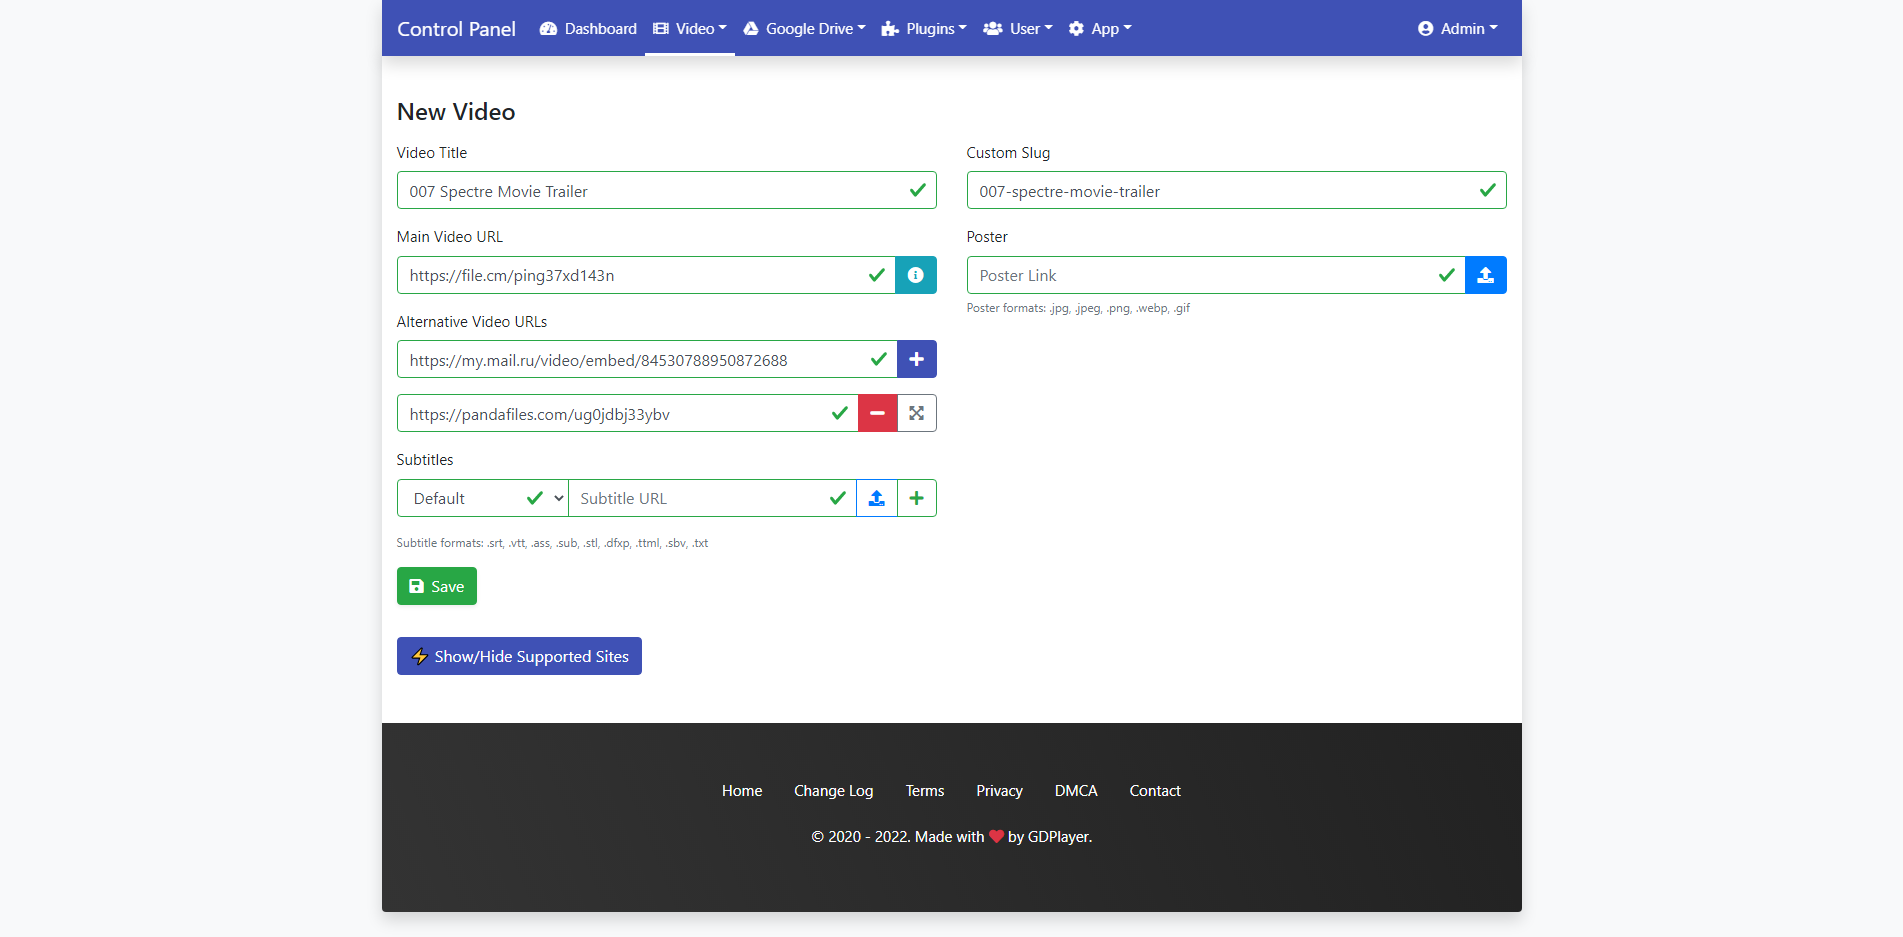 Control Panel Dashboard Video Google Drive Plugins User App Admin
New Video
Video Title
007 Spectre Movie Trailer
Custom Slug
007-spectre-movie-trailer
Main Video URL
https://file.cm/ping37xd143n
Poster
Poster Link
Poster formats: .jpg, .jpeg, .png, .webp, .gif
Alternative Video URLs
https://my.mail.ru/video/embed/84530788950872688
https://pandafiles.com/ug0jdbj33ybv
Subtitles
Default Subtitle URL
Subtitle formats: .srt, .vtt, .ass, .sub, .stl, .dfxp, .ttml, .sbv, .txt
Save
Show/Hide Supported Sites
Home Change Log Terms Privacy DMCA Contact
© 2020 - 2022. Made with ❤ by GDPlayer.